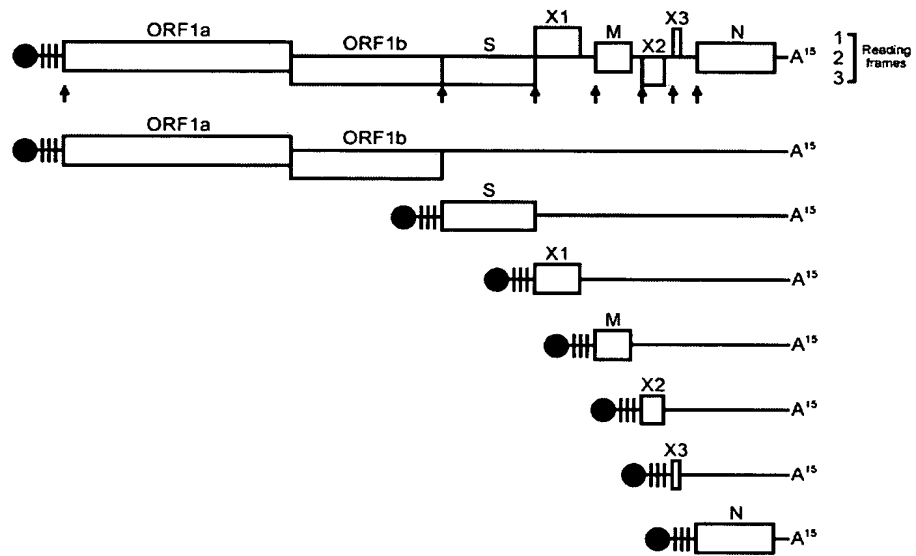 ORF1a ORF1b S X1 M X2 X3 N A15 1 2 3 Reading frames
ORF1a ORF1b A15
S A15
X1 A15
M A15
X2 A15
X3 A15
N A15